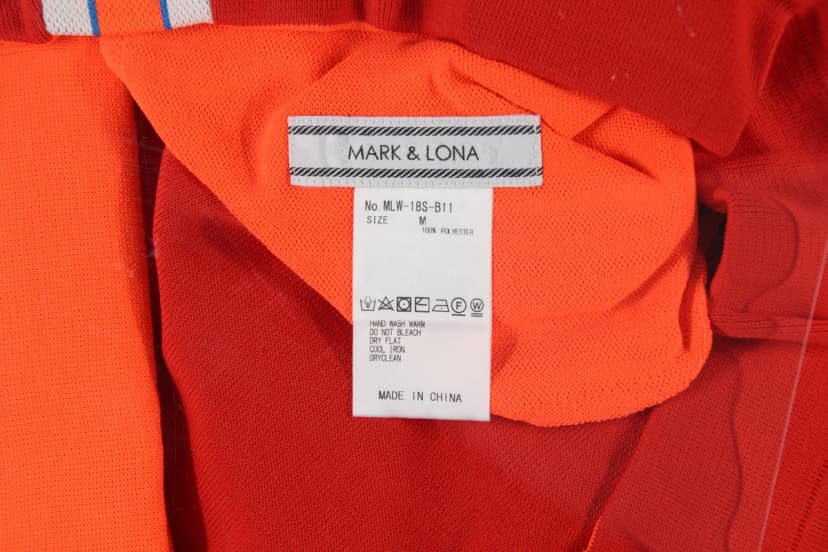 MARK & LONA
No. MLW-18S-B11
SIZE M
100% POLYESTER
F W
HAND WASH WARM
DO NOT BLEACH
DRY FLAT
COOL IRON
DRYCLEAN
MADE IN CHINA